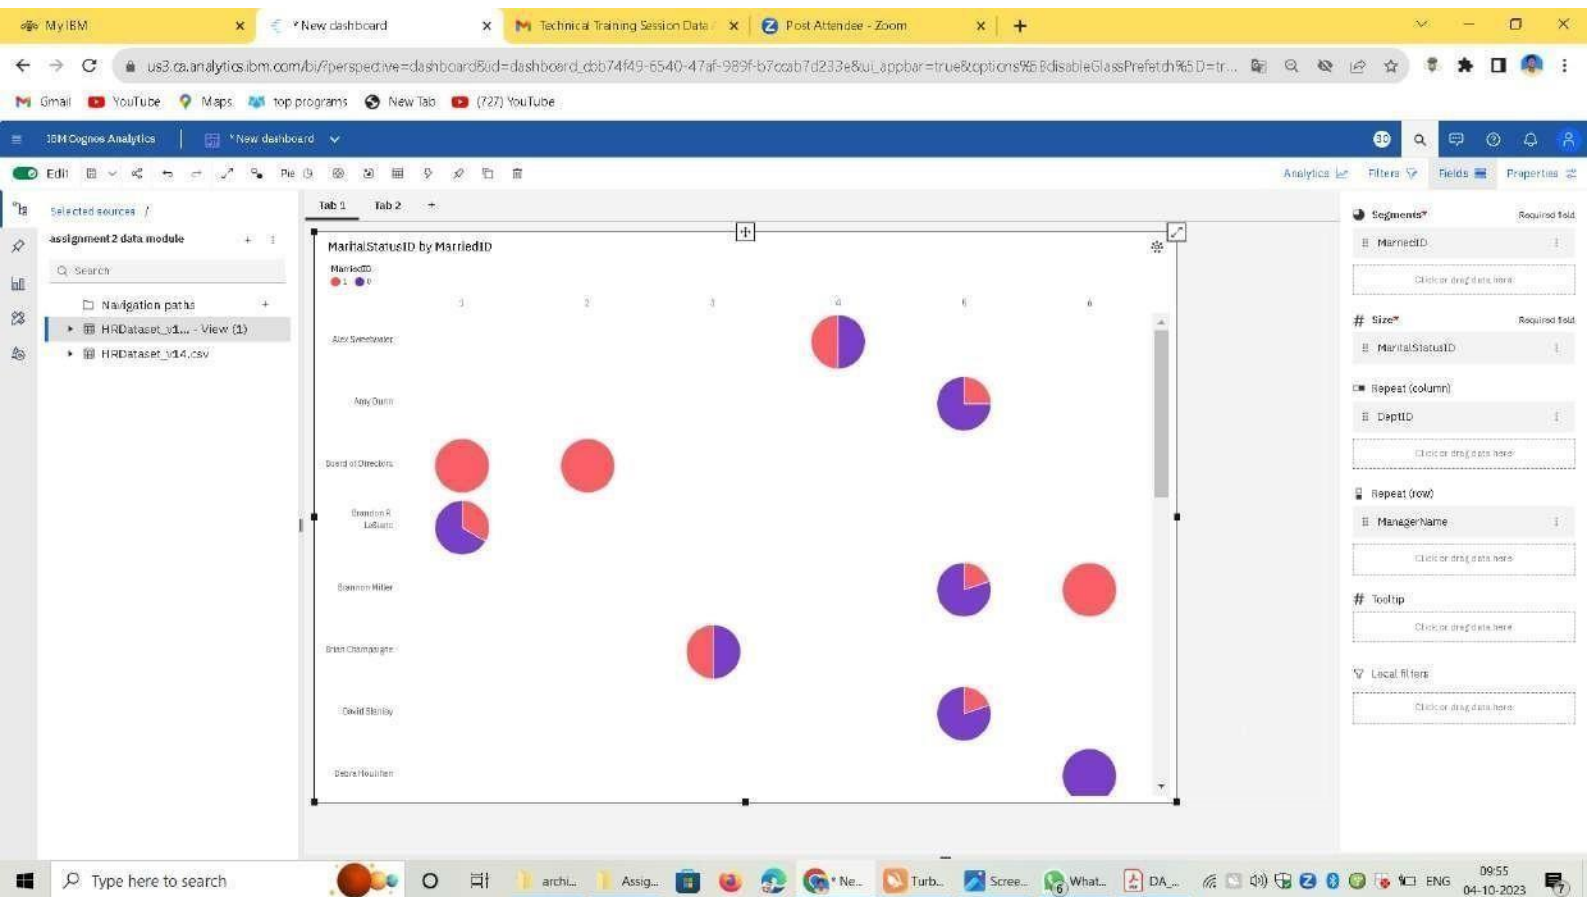 My IBM
* New dashboard
Technical Training Session Data
Post Attendee - Zoom
us3.ca.analytics.ibm.com/bi/?perspective=dashboard&id=dashboard_cbb74f49-6540-47af-989f-b7ccab7d233e&ui_appbar=true&options%5BdisableGlassPrefetch%5D=tr...
Gmail YouTube Maps top programs New Tab (727) YouTube
IBM Cognos Analytics * New dashboard
Edit Pie Analytics Filters Fields Properties
Selected sources /
assignment2 data module
Search
Navigation paths
HRDataset_v1... - View (1)
HRDataset_v14.csv
Tab 1 Tab 2 +
MaritalStatusID by MarriedID
MarriedID
1 0
1 2 3 4 5 6
Alex Sweetwater
Amy Dunn
Board of Directors
Brandon R.
LeBlanc
Brannon Miller
Brian Champaigne
David Stanley
Debra Houlihan
Segments* Required field
MarriedID
Click or drag data here
# Size* Required field
MaritalStatusID
Repeat (column)
DeptID
Click or drag data here
Repeat (row)
ManagerName
Click or drag data here
# Tooltip
Click or drag data here
Local filters
Click or drag data here
Type here to search
archi... Assig... * Ne... Turb... Scree... What... DA_... ENG
6
09:55
04-10-2023
7